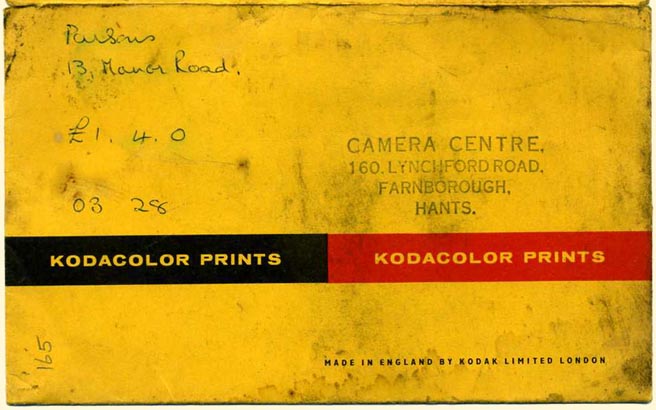 Parsons
13, Manor Road.
£1. 4. 0
03 28
CAMERA CENTRE,
160. LYNCHFORD ROAD,
FARNBOROUGH,
HANTS.
KODACOLOR PRINTS KODACOLOR PRINTS
165
MADE IN ENGLAND BY KODAK LIMITED LONDON